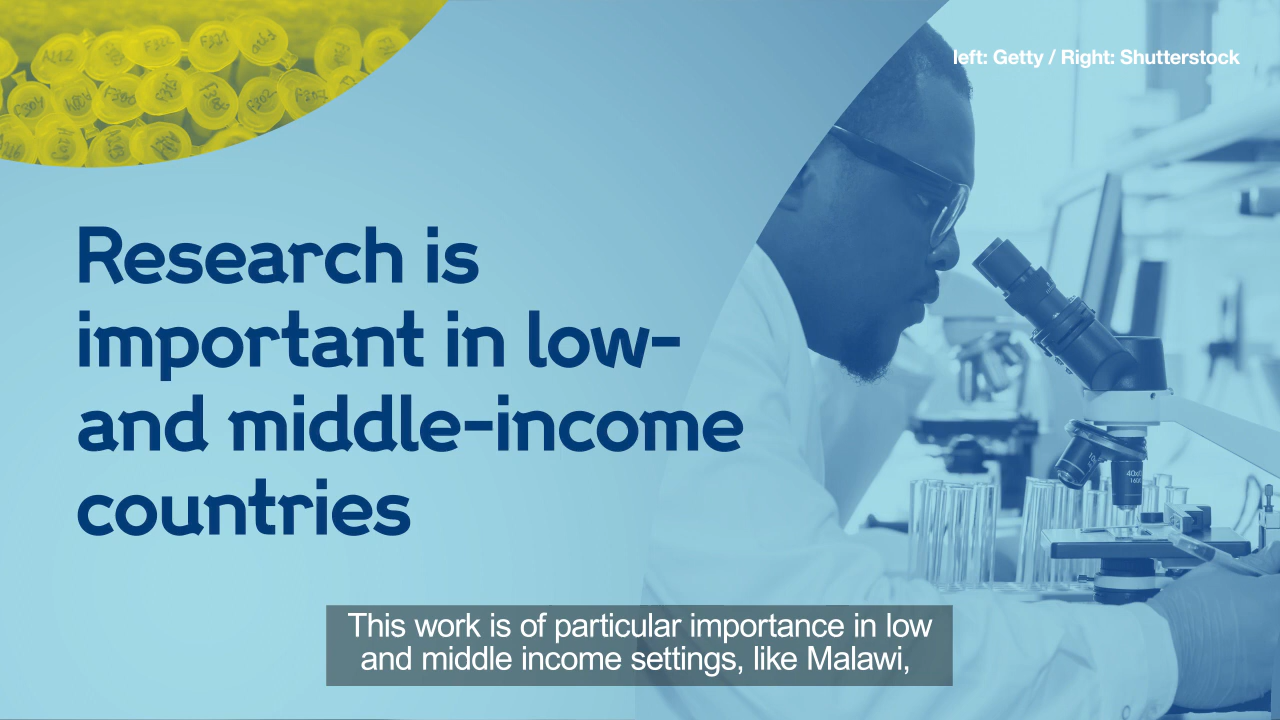 left: Getty / Right: Shutterstock
Research is
important in low-
and middle-income
countries
This work is of particular importance in low
and middle income settings, like Malawi,